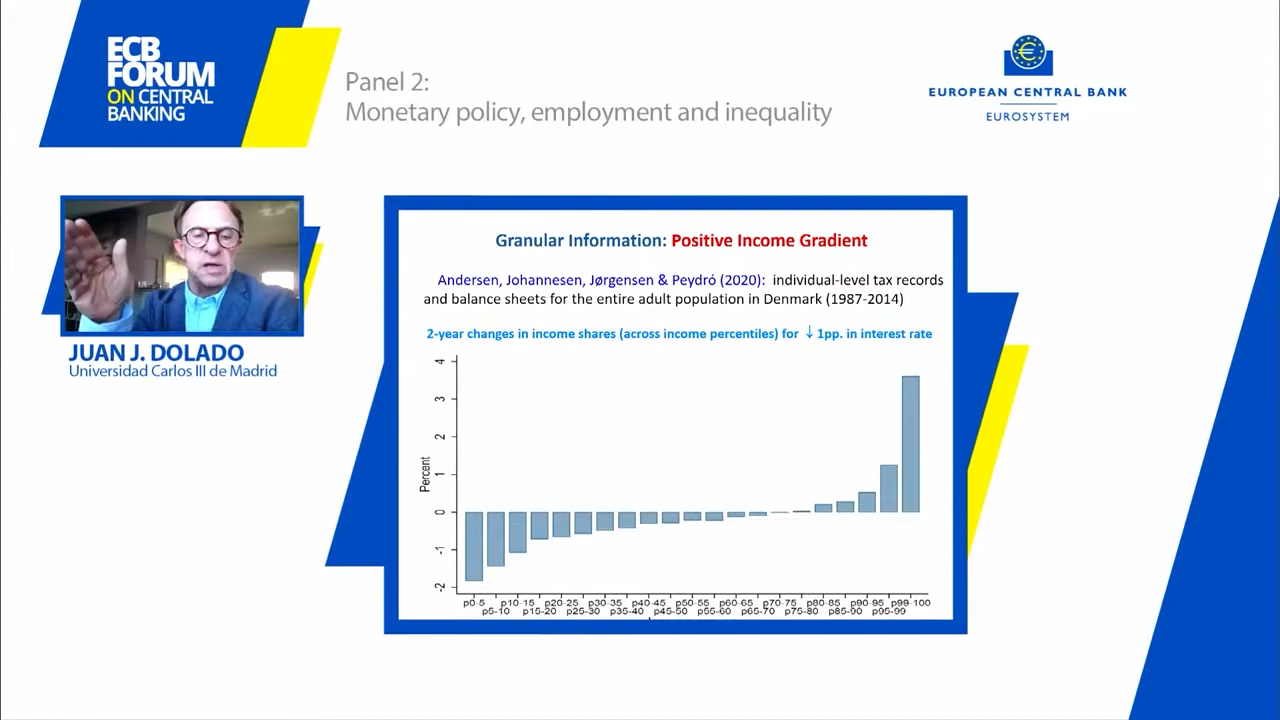 ECB
FORUM
ON CENTRAL
BANKING
Panel 2:
Monetary policy, employment and inequality
EUROPEAN CENTRAL BANK
EUROSYSTEM
JUAN J. DOLADO
Universidad Carlos III de Madrid
Granular Information: Positive Income Gradient
Andersen, Johannesen, Jørgensen & Peydró (2020): individual-level tax records
and balance sheets for the entire adult population in Denmark (1987-2014)
2-year changes in income shares (across income percentiles) for ↓ 1pp. in interest rate
Percent
4
3
2
1
0
-1
-2
p0-5 p10-15 p20-25 p30-35 p40-45 p50-55 p60-65 p70-75 p80-85 p90-95 p99-100
p5-10 p15-20 p25-30 p35-40 p45-50 p55-60 p65-70 p75-80 p85-90 p95-99